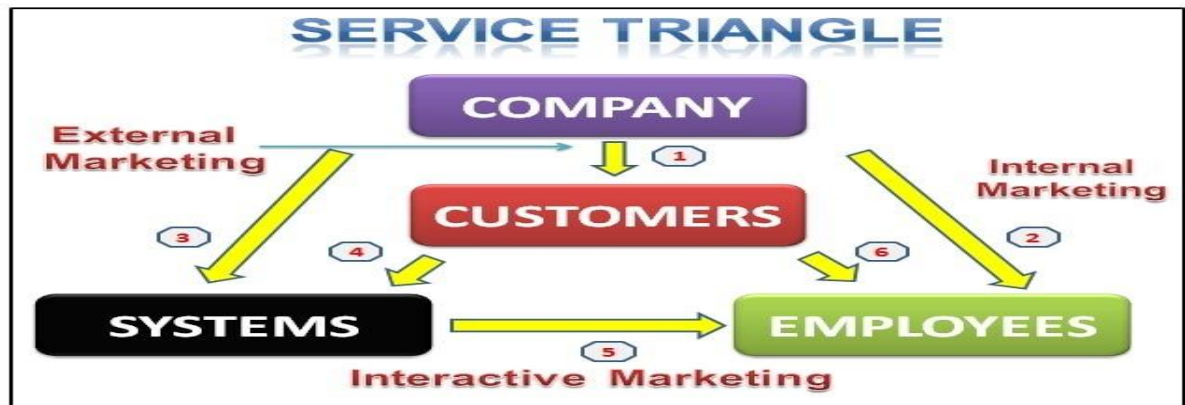 SERVICE TRIANGLE
COMPANY
External
Marketing
1
Internal
Marketing
CUSTOMERS
3
4
6
2
SYSTEMS
EMPLOYEES
5
Interactive Marketing